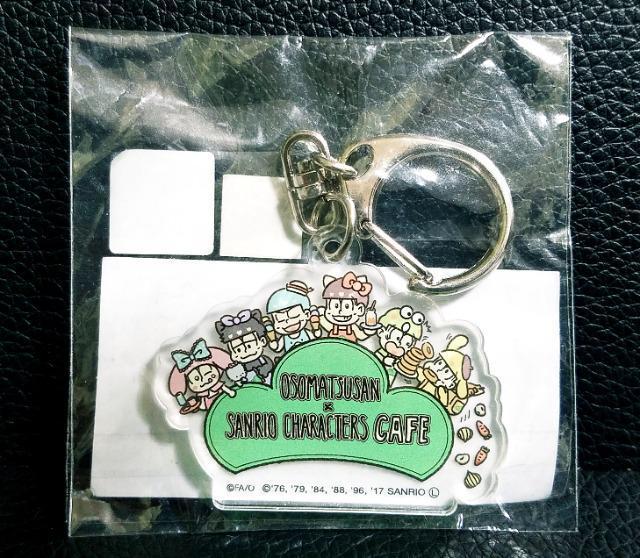 OSOMATSUSAN
×
SANRIO CHARACTERS CAFE
©FA/O ©'76, '79, '84, '88, '96, '17 SANRIO Ⓛ